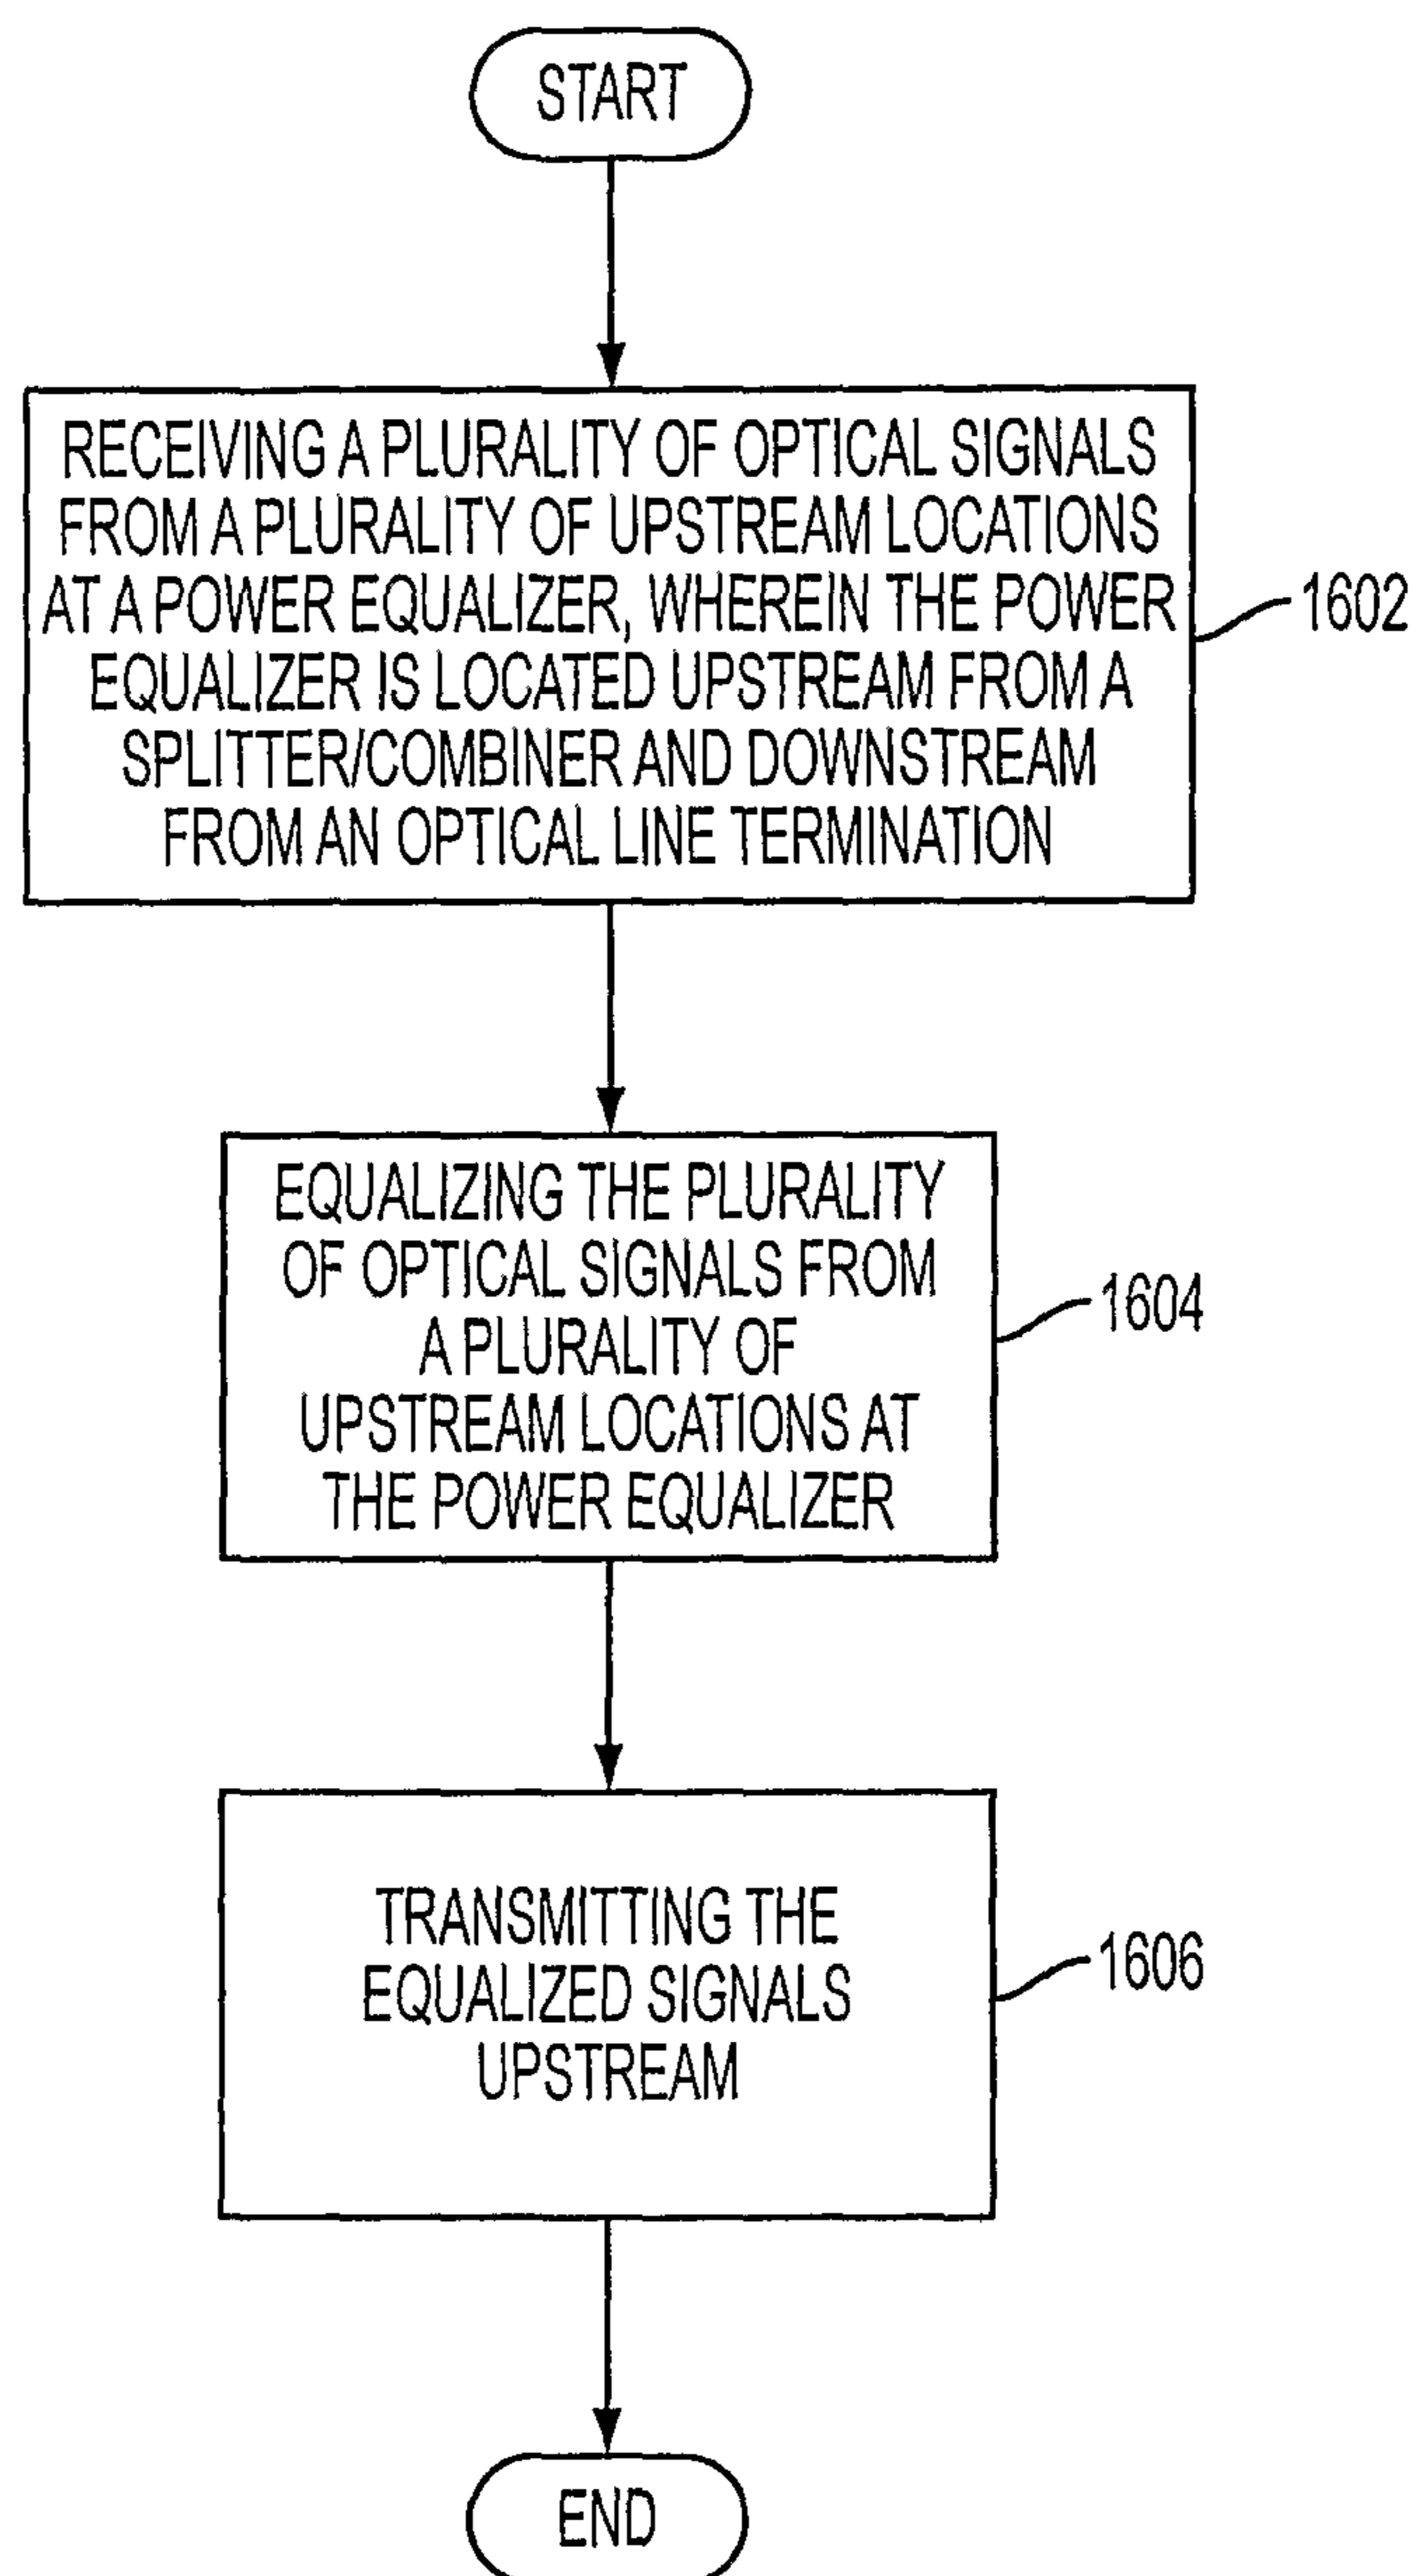 START
RECEIVING A PLURALITY OF OPTICAL SIGNALS
FROM A PLURALITY OF UPSTREAM LOCATIONS
AT A POWER EQUALIZER, WHEREIN THE POWER
EQUALIZER IS LOCATED UPSTREAM FROM A
SPLITTER/COMBINER AND DOWNSTREAM
FROM AN OPTICAL LINE TERMINATION
1602
EQUALIZING THE PLURALITY
OF OPTICAL SIGNALS FROM
A PLURALITY OF
UPSTREAM LOCATIONS AT
THE POWER EQUALIZER
1604
TRANSMITTING THE
EQUALIZED SIGNALS
UPSTREAM
1606
END